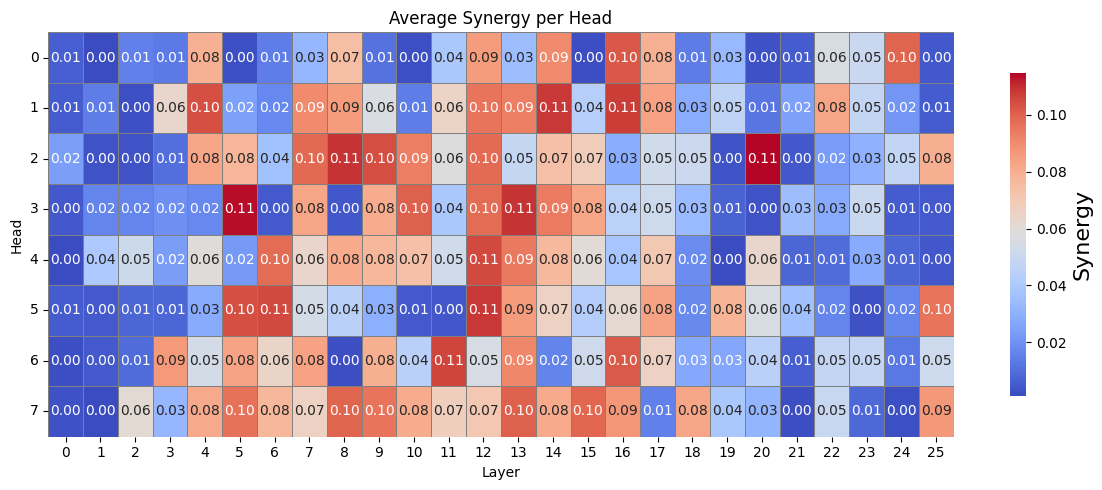 Average Synergy per Head
0 0.01 0.00 0.01 0.01 0.08 0.00 0.01 0.03 0.07 0.01 0.00 0.04 0.09 0.03 0.09 0.00 0.10 0.08 0.01 0.03 0.00 0.01 0.06 0.05 0.10 0.00
1 0.01 0.01 0.00 0.06 0.10 0.02 0.02 0.09 0.09 0.06 0.01 0.06 0.10 0.09 0.11 0.04 0.11 0.08 0.03 0.05 0.01 0.02 0.08 0.05 0.02 0.01
2 0.02 0.00 0.00 0.01 0.08 0.08 0.04 0.10 0.11 0.10 0.09 0.06 0.10 0.05 0.07 0.07 0.03 0.05 0.05 0.00 0.11 0.00 0.02 0.03 0.05 0.08
3 0.00 0.02 0.02 0.02 0.02 0.11 0.00 0.08 0.00 0.08 0.10 0.04 0.10 0.11 0.09 0.08 0.04 0.05 0.03 0.01 0.00 0.03 0.03 0.05 0.01 0.00
4 0.00 0.04 0.05 0.02 0.06 0.02 0.10 0.06 0.08 0.08 0.07 0.05 0.11 0.09 0.08 0.06 0.04 0.07 0.02 0.00 0.06 0.01 0.01 0.03 0.01 0.00
5 0.01 0.00 0.01 0.01 0.03 0.10 0.11 0.05 0.04 0.03 0.01 0.00 0.11 0.09 0.07 0.04 0.06 0.08 0.02 0.08 0.06 0.04 0.02 0.00 0.02 0.10
6 0.00 0.00 0.01 0.09 0.05 0.08 0.06 0.08 0.00 0.08 0.04 0.11 0.05 0.09 0.02 0.05 0.10 0.07 0.03 0.03 0.04 0.01 0.05 0.05 0.01 0.05
7 0.00 0.00 0.06 0.03 0.08 0.10 0.08 0.07 0.10 0.10 0.08 0.07 0.07 0.10 0.08 0.10 0.09 0.01 0.08 0.04 0.03 0.00 0.05 0.01 0.00 0.09
0 1 2 3 4 5 6 7 8 9 10 11 12 13 14 15 16 17 18 19 20 21 22 23 24 25
Layer
Head
0.10
0.08
0.06
0.04
0.02
Synergy